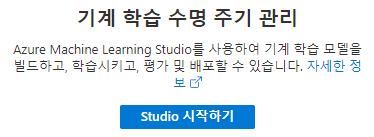 기계 학습 수명 주기 관리
Azure Machine Learning Studio를 사용하여 기계 학습 모델을
빌드하고, 학습시키고, 평가 및 배포할 수 있습니다. 자세한 정
보
Studio 시작하기